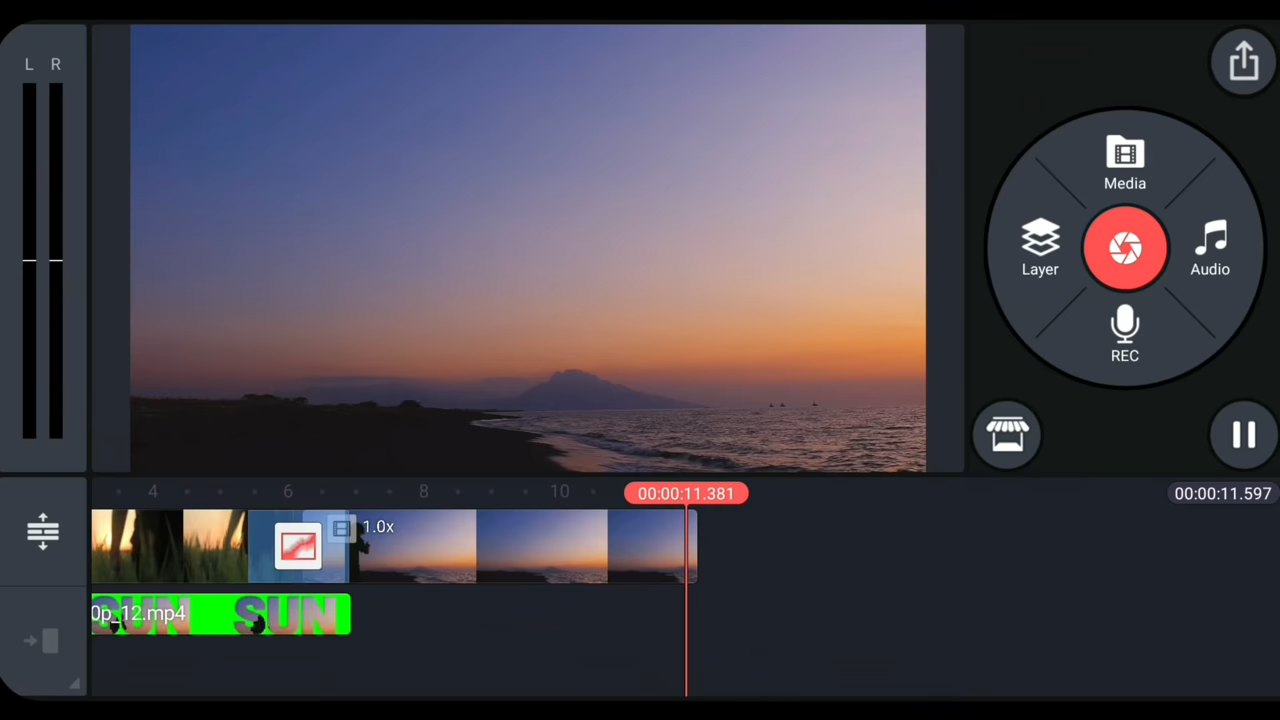 L R
Media
Layer
Audio
REC
4 6 8 10
00:00:11.381
00:00:11.597
1.0x
0p_12.mp4
SUN SUN